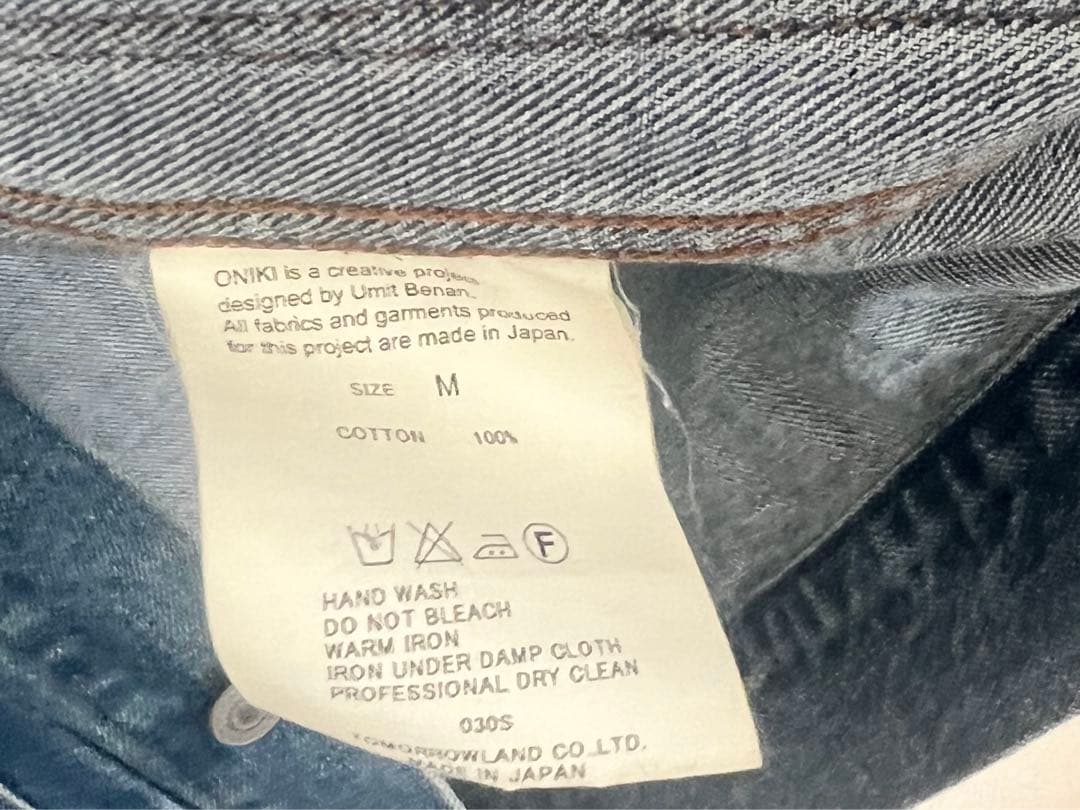 ONIKI is a creative project
designed by Umit Benan.
All fabrics and garments produced
for this project are made in Japan.
SIZE M
COTTON 100%
F
HAND WASH
DO NOT BLEACH
WARM IRON
IRON UNDER DAMP CLOTH
PROFESSIONAL DRY CLEAN
030S
TOMORROWLAND CO.,LTD.
MADE IN JAPAN